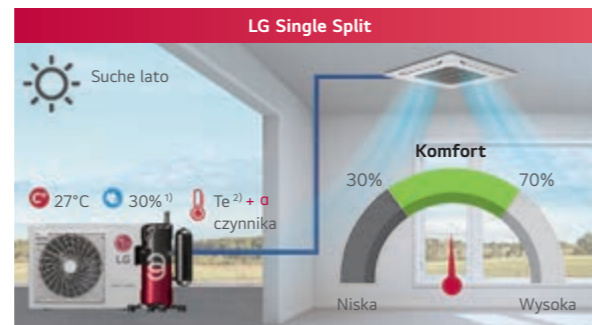 LG Single Split
Suche lato
Komfort
30%
70%
27°C
30% 1)
Te 2) + α
czynnika
LG
Niska
Wysoka